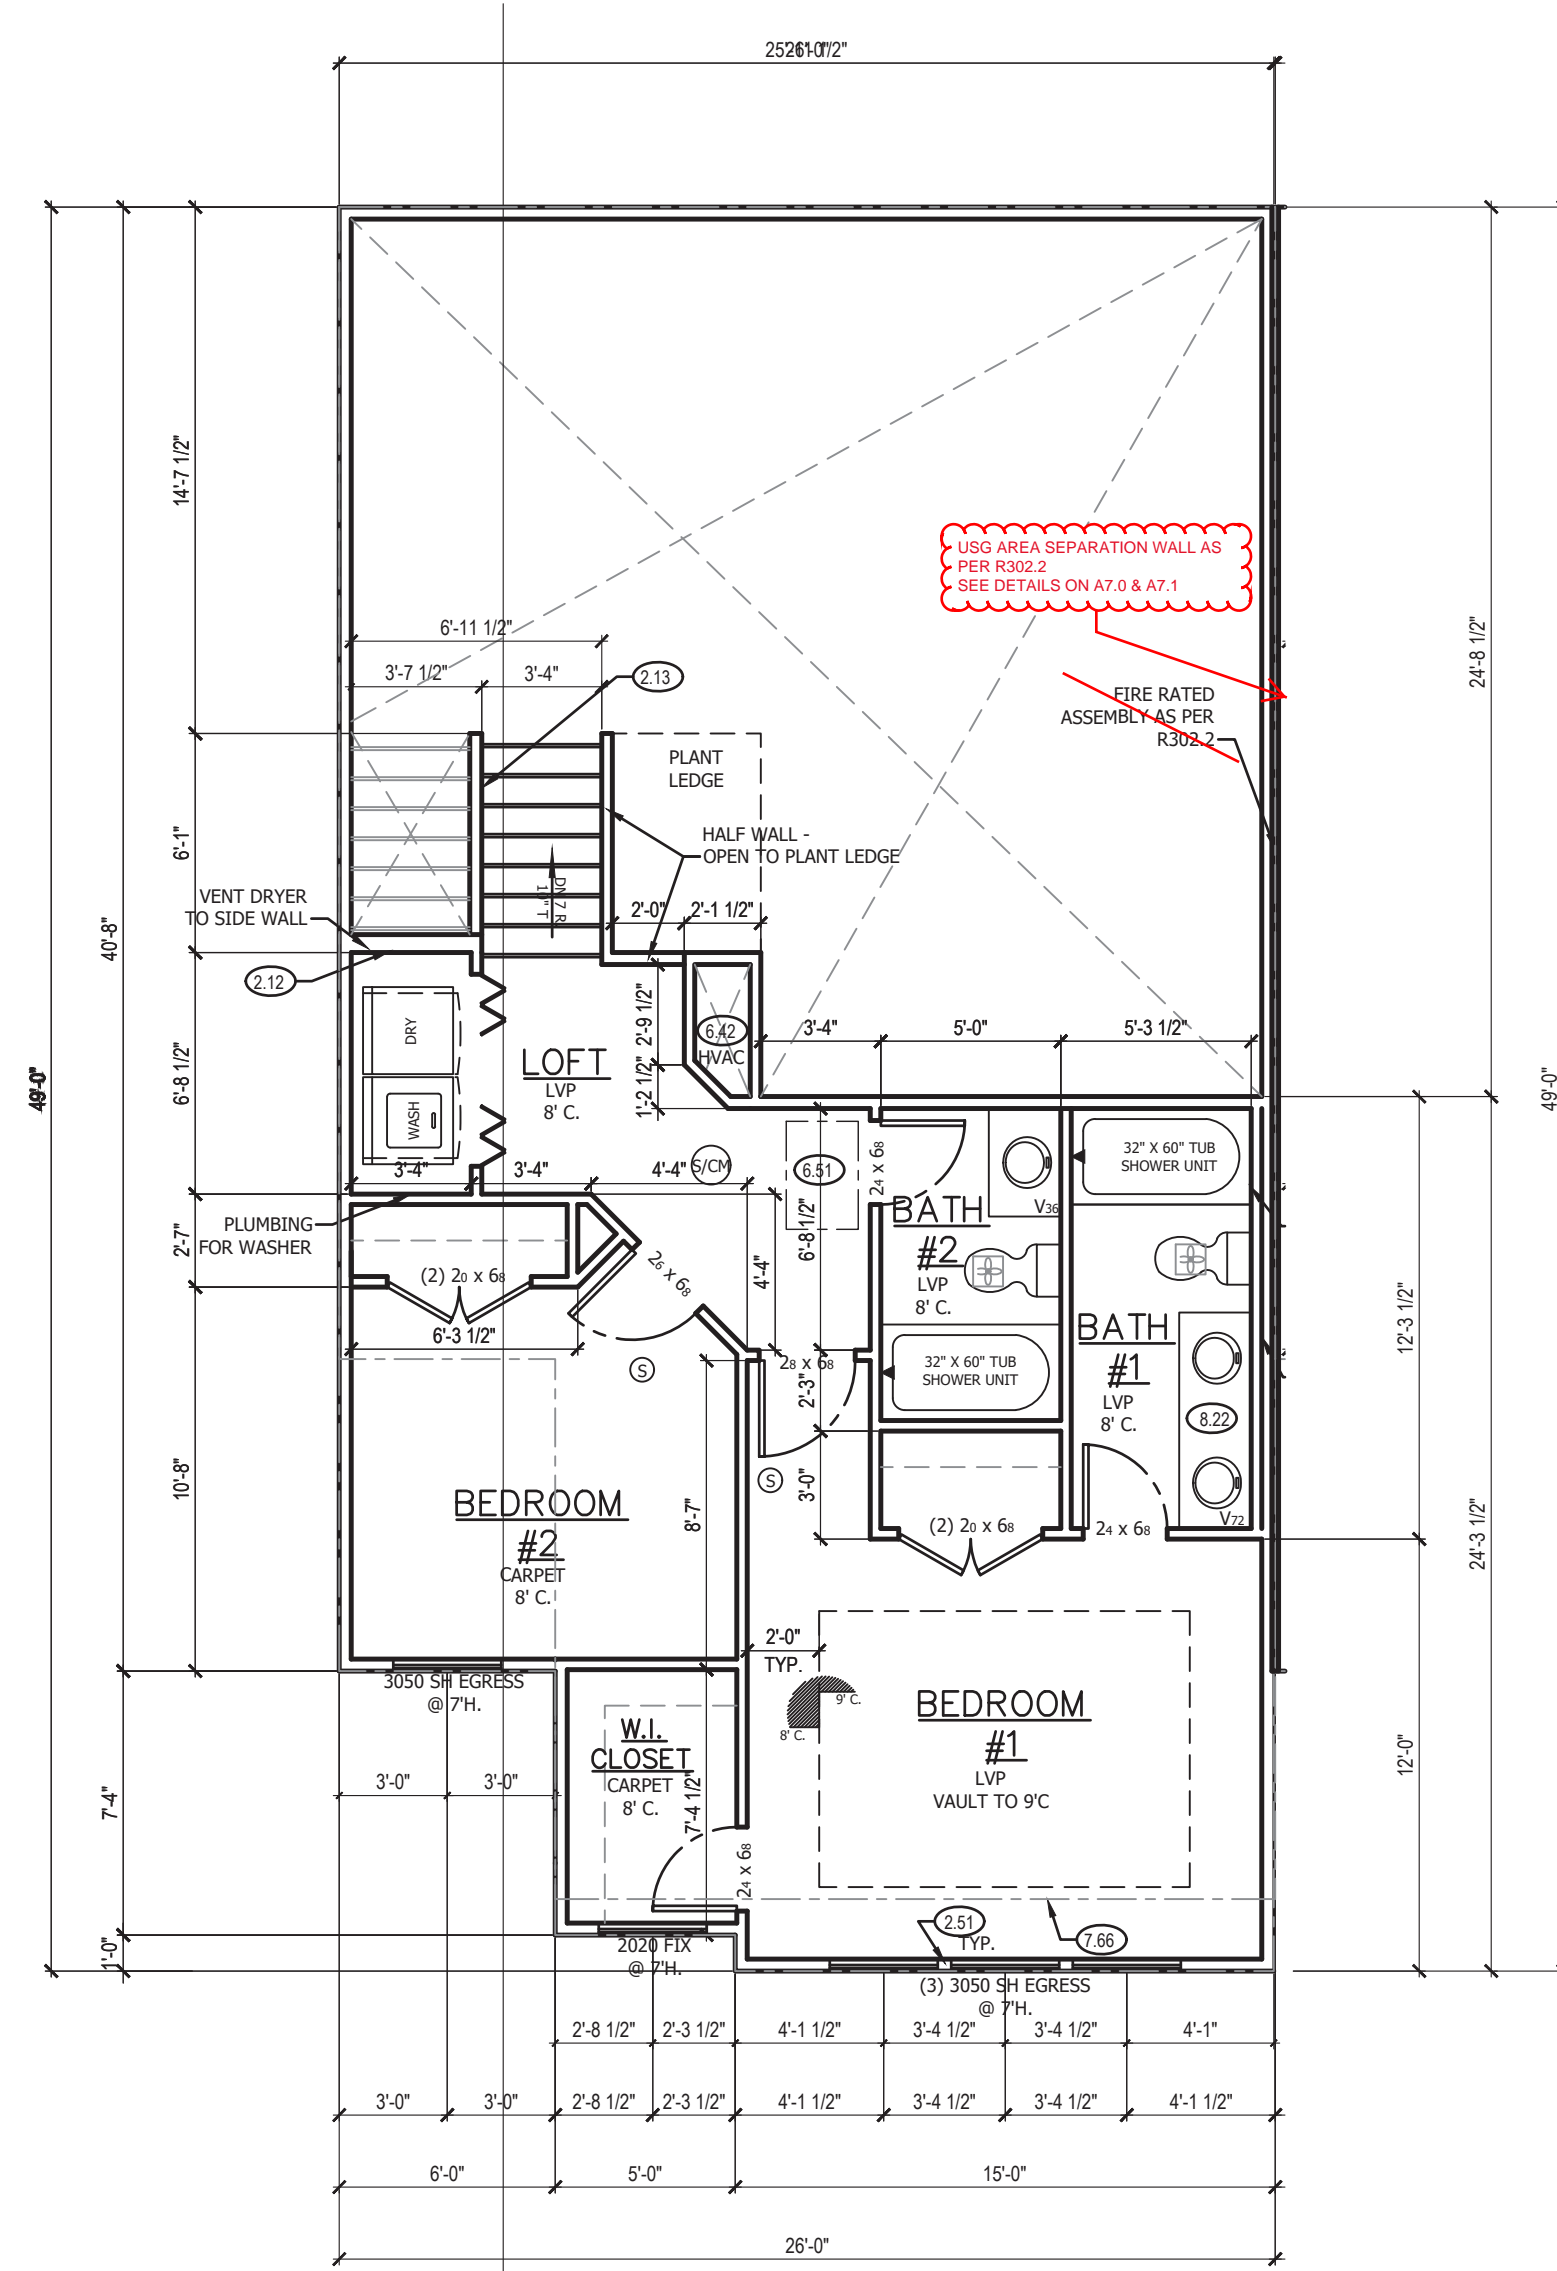 26'-0"
14'-7 1/2"
USG AREA SEPARATION WALL AS
PER R302.2
SEE DETAILS ON A7.0 & A7.1
6'-11 1/2"
3'-7 1/2"
3'-4"
2.13
24'-8 1/2"
FIRE RATED
ASSEMBLY AS PER
R302.2
PLANT
LEDGE
6'-1"
HALF WALL -
OPEN TO PLANT LEDGE
VENT DRYER
TO SIDE WALL
DN 7 R
10" T
2'-0"
2'-1 1/2"
40'-8"
2.12
2'-9 1/2"
6.42
HVAC
3'-4"
5'-0"
5'-3 1/2"
DRY
LOFT
LVP
8' C.
6'-8 1/2"
1'-2 1/2"
49'-0"
49'-0"
WASH
3'-4"
3'-4"
4'-4"
S/CM
6.51
24 x 68
32" X 60" TUB
SHOWER UNIT
PLUMBING
FOR WASHER
2'-7"
6'-8 1/2"
BATH
#2
LVP
8' C.
V36
(2) 20 x 68
26 x 68
4'-4"
6'-3 1/2"
12'-3 1/2"
BATH
#1
LVP
8' C.
28 x 68
S
32" X 60" TUB
SHOWER UNIT
2'-3"
8.22
10'-8"
BEDROOM
#2
CARPET
8' C.
8'-7"
S
3'-0"
(2) 20 x 68
24 x 68
V72
24'-3 1/2"
2'-0"
TYP.
3050 SH EGRESS
@ 7'H.
9' C.
8' C.
BEDROOM
#1
LVP
VAULT TO 9'C
W.I.
CLOSET
CARPET
8' C.
12'-0"
3'-0"
3'-0"
7'-4"
7'-4 1/2"
24 x 68
2.51
TYP.
7.66
1'-0"
2020 FIX
@ 7'H.
(3) 3050 SH EGRESS
@ 7'H.
2'-8 1/2"
2'-3 1/2"
4'-1 1/2"
3'-4 1/2"
3'-4 1/2"
4'-1"
3'-0"
3'-0"
2'-8 1/2"
2'-3 1/2"
4'-1 1/2"
3'-4 1/2"
3'-4 1/2"
4'-1 1/2"
6'-0"
5'-0"
15'-0"
26'-0"